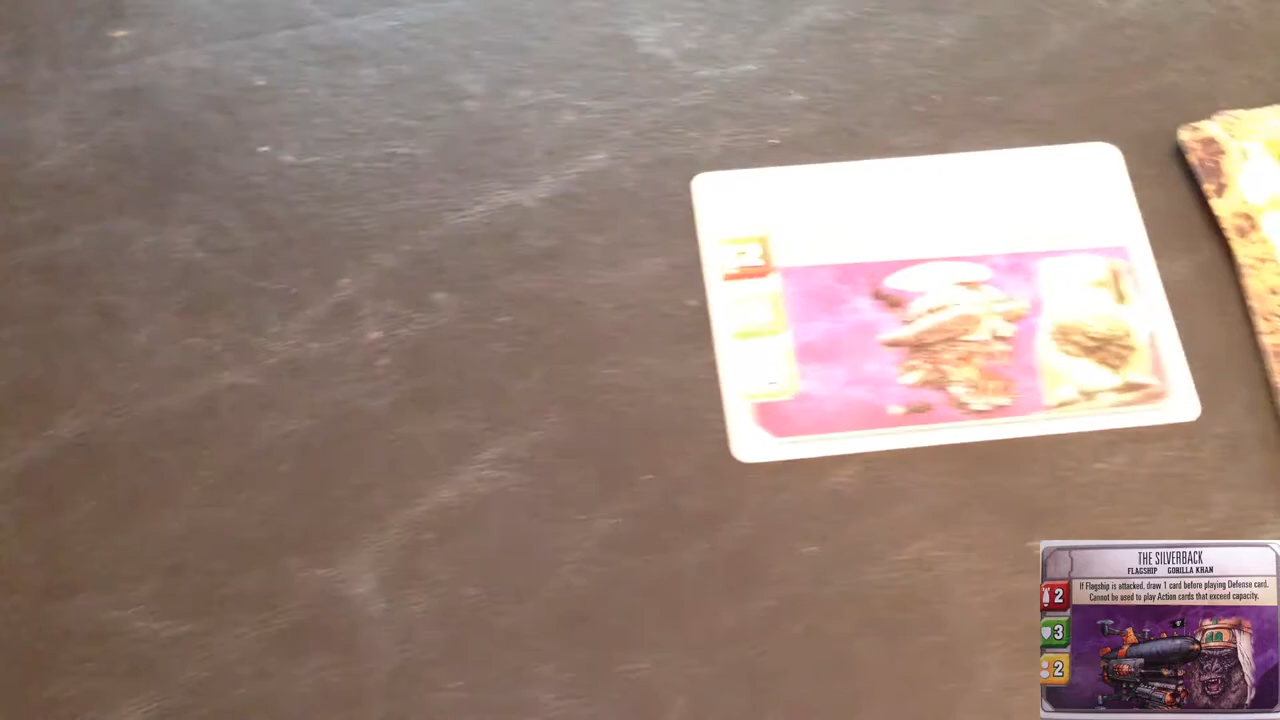 THE SILVERBACK
FLAGSHIP GORILLA KHAN
If Flagship is attacked, draw 1 card before playing Defense card.
Cannot be used to play Action cards that exceed capacity.
2
3
2